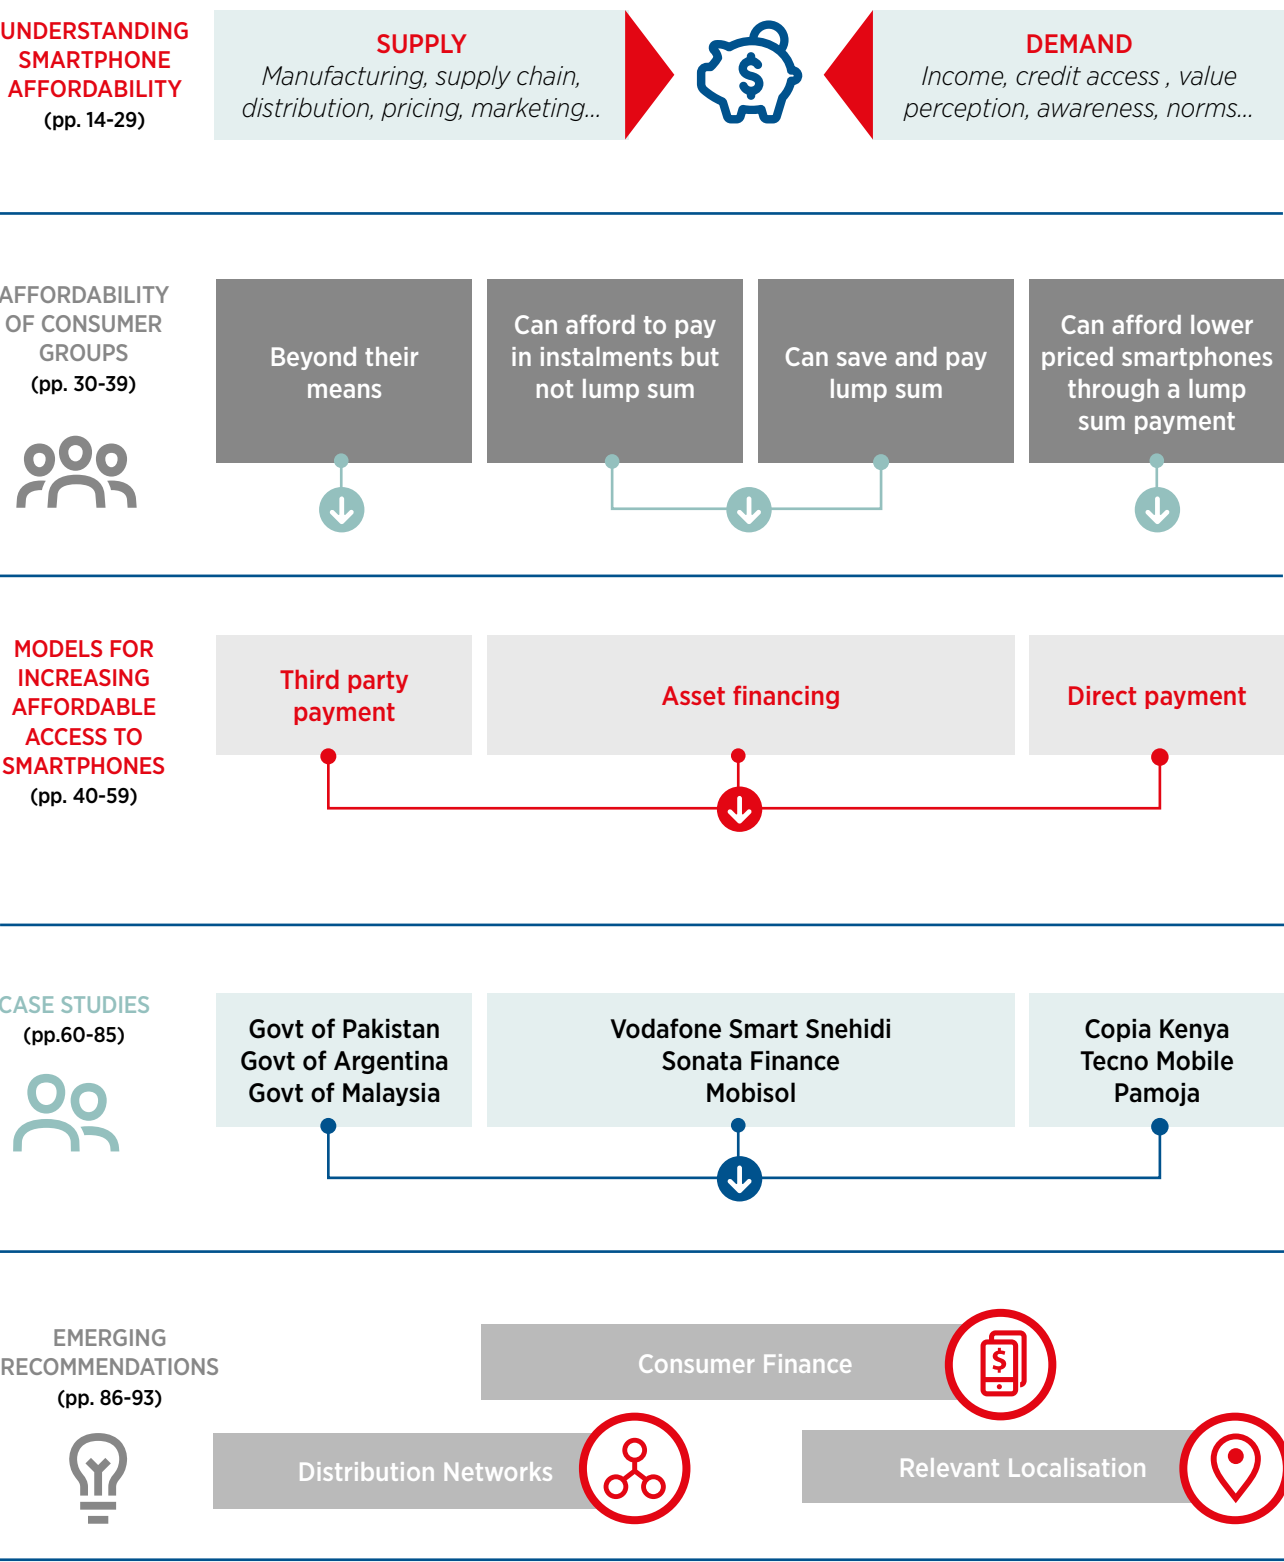 UNDERSTANDING
SMARTPHONE
AFFORDABILITY
(pp. 14-29)
SUPPLY
Manufacturing, supply chain,
distribution, pricing, marketing...
$
DEMAND
Income, credit access , value
perception, awareness, norms...
AFFORDABILITY
OF CONSUMER
GROUPS
(pp. 30-39)
Beyond their
means
Can afford to pay
in instalments but
not lump sum
Can save and pay
lump sum
Can afford lower
priced smartphones
through a lump
sum payment
MODELS FOR
INCREASING
AFFORDABLE
ACCESS TO
SMARTPHONES
(pp. 40-59)
Third party
payment
Asset financing
Direct payment
CASE STUDIES
(pp.60-85)
Govt of Pakistan
Govt of Argentina
Govt of Malaysia
Vodafone Smart Snehidi
Sonata Finance
Mobisol
Copia Kenya
Tecno Mobile
Pamoja
EMERGING
RECOMMENDATIONS
(pp. 86-93)
Consumer Finance
$
Distribution Networks
Relevant Localisation